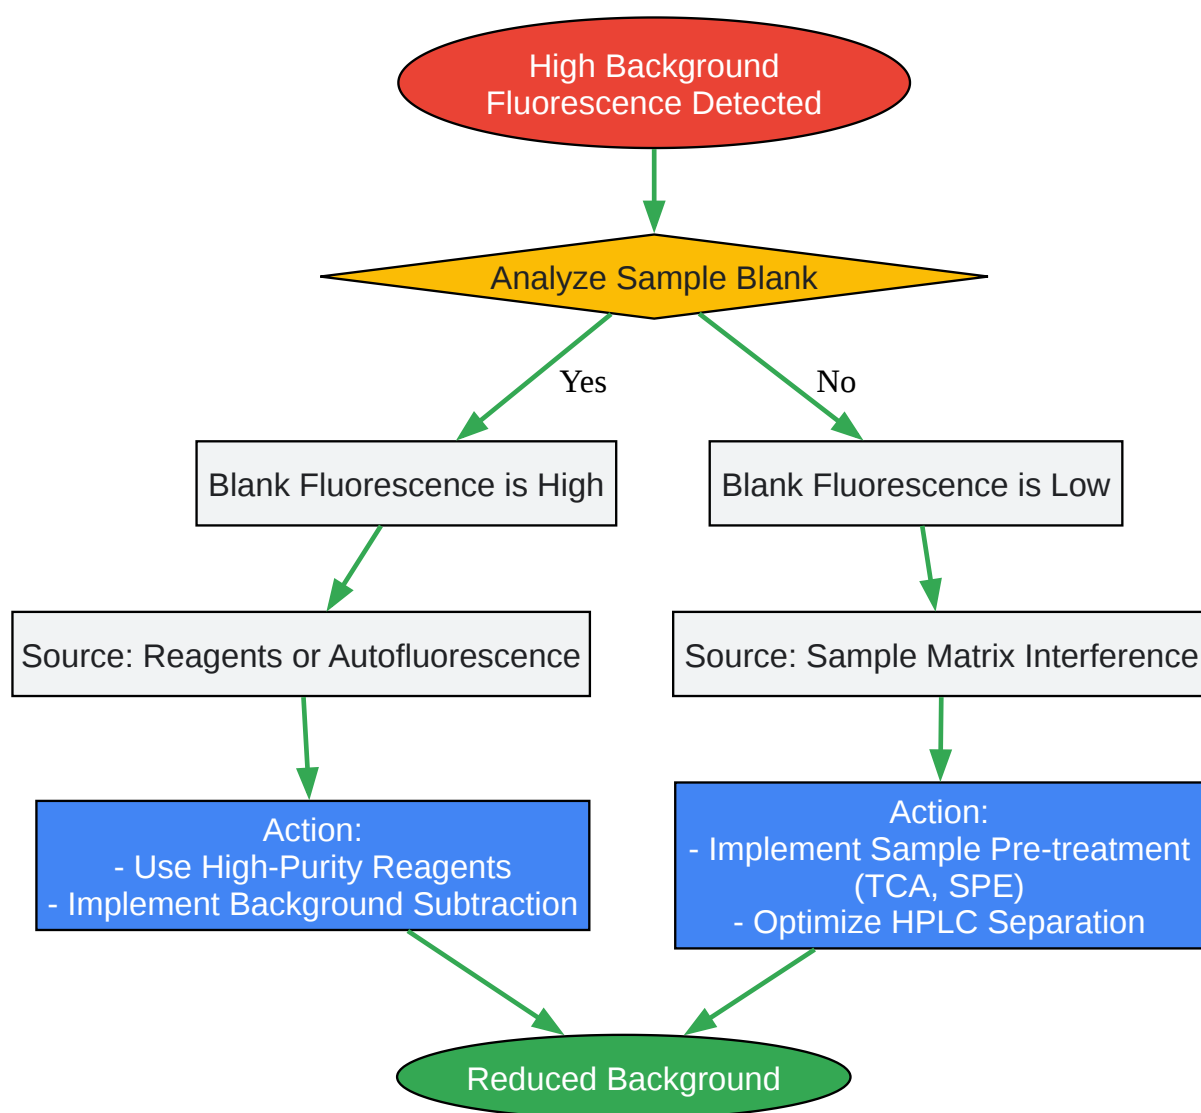 High Background
Fluorescence Detected
Analyze Sample Blank
Yes
No
Blank Fluorescence is High
Blank Fluorescence is Low
Source: Reagents or Autofluorescence
Source: Sample Matrix Interference
Action:
- Use High-Purity Reagents
- Implement Background Subtraction
Action:
- Implement Sample Pre-treatment
(TCA, SPE)
- Optimize HPLC Separation
Reduced Background